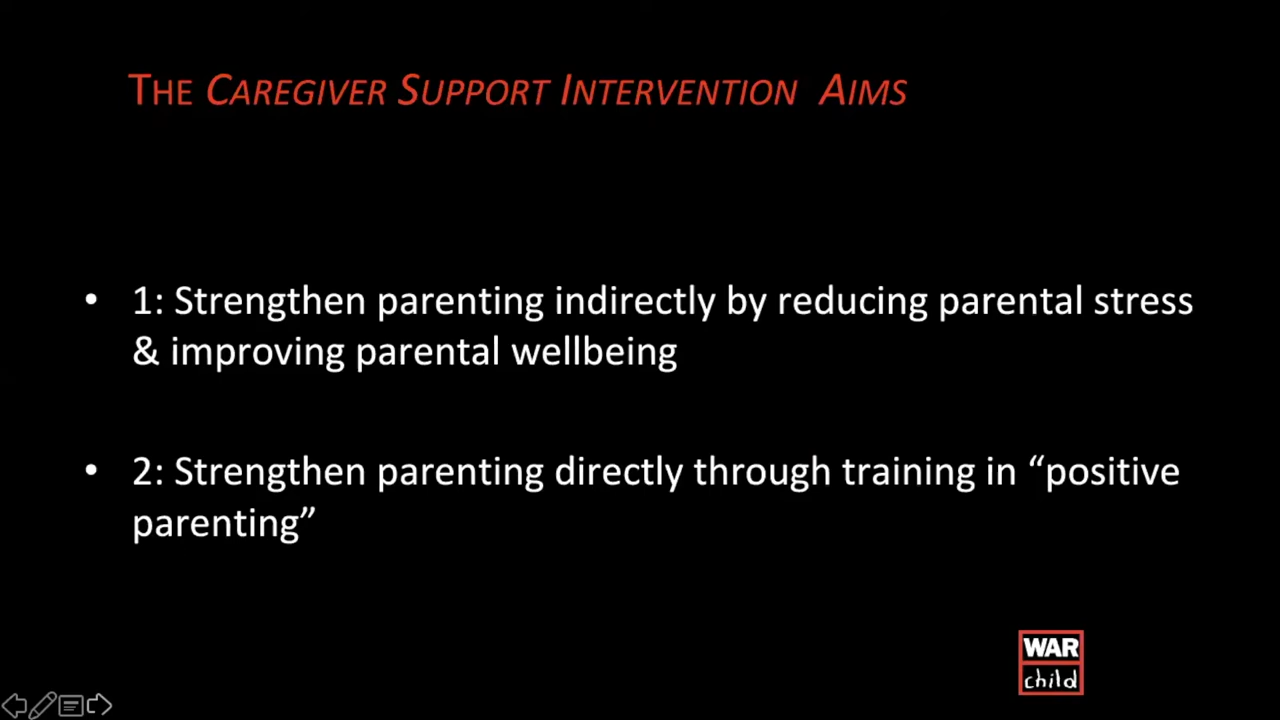 THE CAREGIVER SUPPORT INTERVENTION AIMS
• 1: Strengthen parenting indirectly by reducing parental stress
& improving parental wellbeing
• 2: Strengthen parenting directly through training in “positive
parenting”
WAR
child